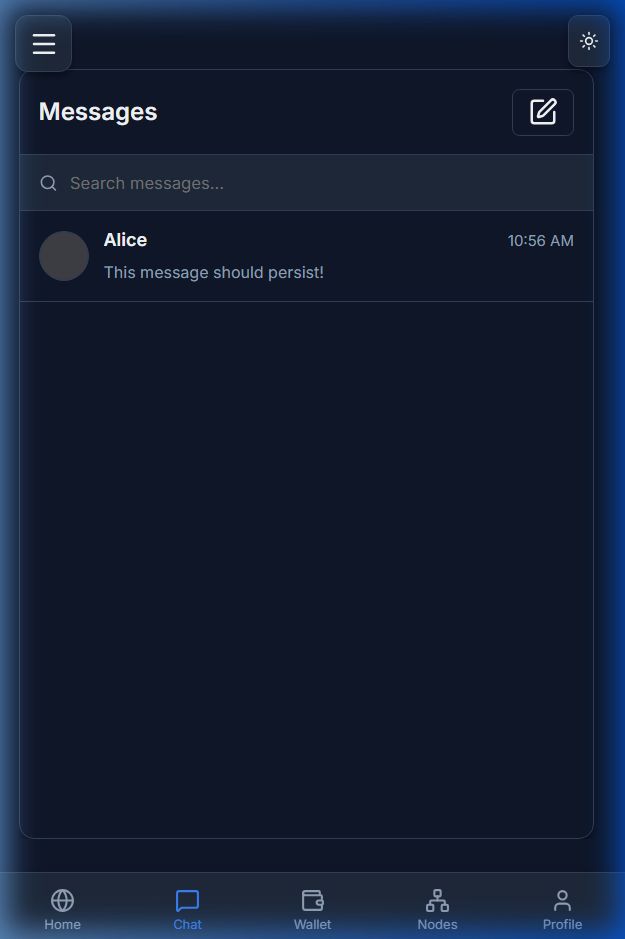 Messages
Search messages...
Alice
10:56 AM
This message should persist!
Home
Chat
Wallet
Nodes
Profile